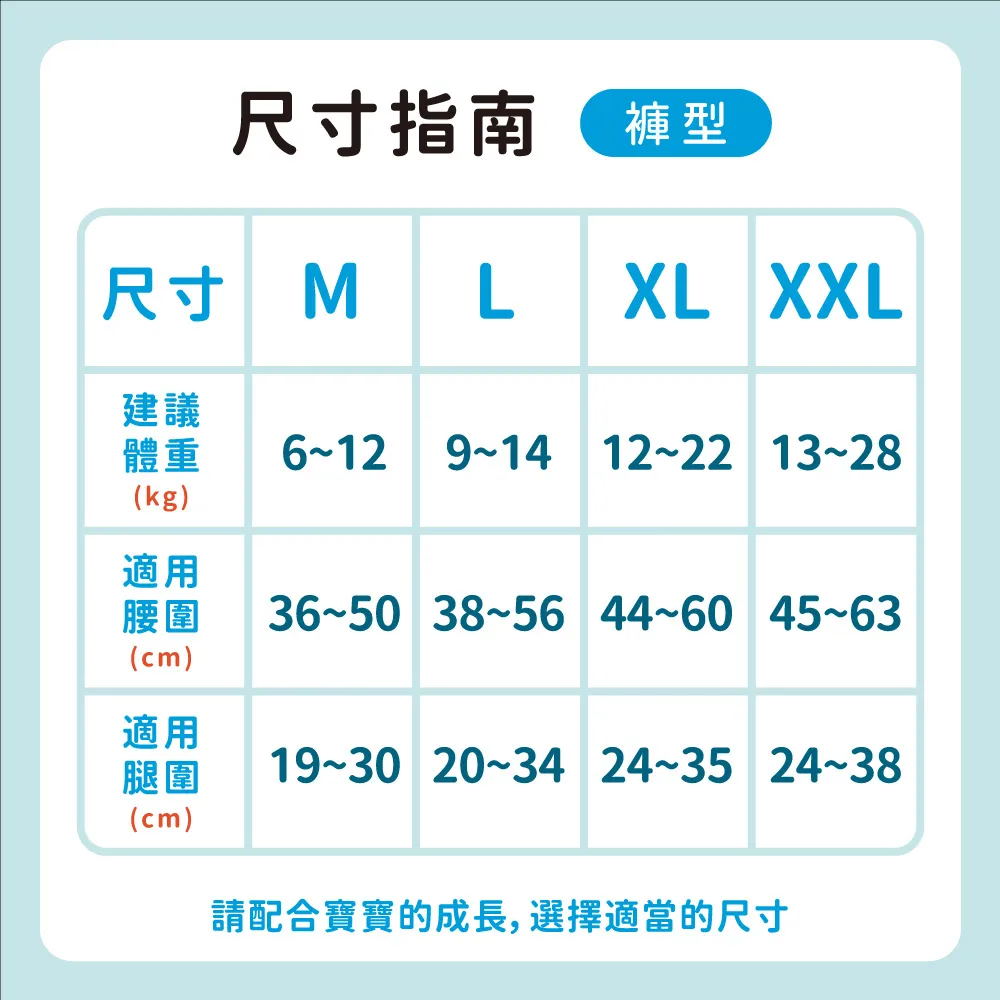 尺寸指南 褲型
尺寸 M L XL XXL
建議
體重
(kg)
6~12 9~14 12~22 13~28
適用
腰圍
(cm)
36~50 38~56 44~60 45~63
適用
腿圍
(cm)
19~30 20~34 24~35 24~38
請配合寶寶的成長, 選擇適當的尺寸